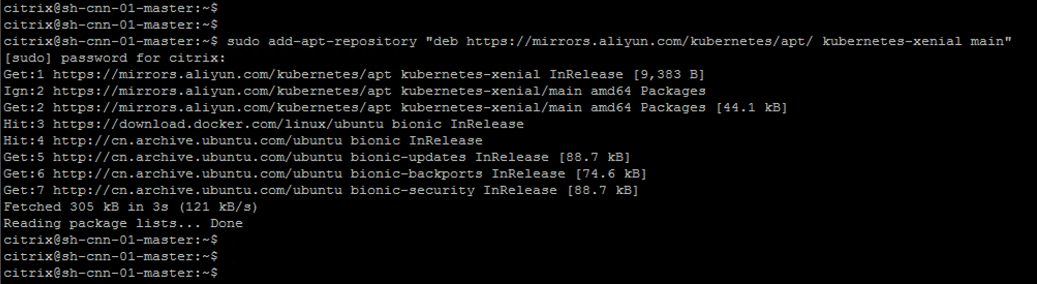 citrix@sh-cnn-01-master:~$
citrix@sh-cnn-01-master:~$
citrix@sh-cnn-01-master:~$ sudo add-apt-repository "deb https://mirrors.aliyun.com/kubernetes/apt/ kubernetes-xenial main"
[sudo] password for citrix:
Get:1 https://mirrors.aliyun.com/kubernetes/apt kubernetes-xenial InRelease [9,383 B]
Ign:2 https://mirrors.aliyun.com/kubernetes/apt kubernetes-xenial/main amd64 Packages
Get:2 https://mirrors.aliyun.com/kubernetes/apt kubernetes-xenial/main amd64 Packages [44.1 kB]
Hit:3 https://download.docker.com/linux/ubuntu bionic InRelease
Hit:4 http://cn.archive.ubuntu.com/ubuntu bionic InRelease
Get:5 http://cn.archive.ubuntu.com/ubuntu bionic-updates InRelease [88.7 kB]
Get:6 http://cn.archive.ubuntu.com/ubuntu bionic-backports InRelease [74.6 kB]
Get:7 http://cn.archive.ubuntu.com/ubuntu bionic-security InRelease [88.7 kB]
Fetched 305 kB in 3s (121 kB/s)
Reading package lists... Done
citrix@sh-cnn-01-master:~$
citrix@sh-cnn-01-master:~$
citrix@sh-cnn-01-master:~$